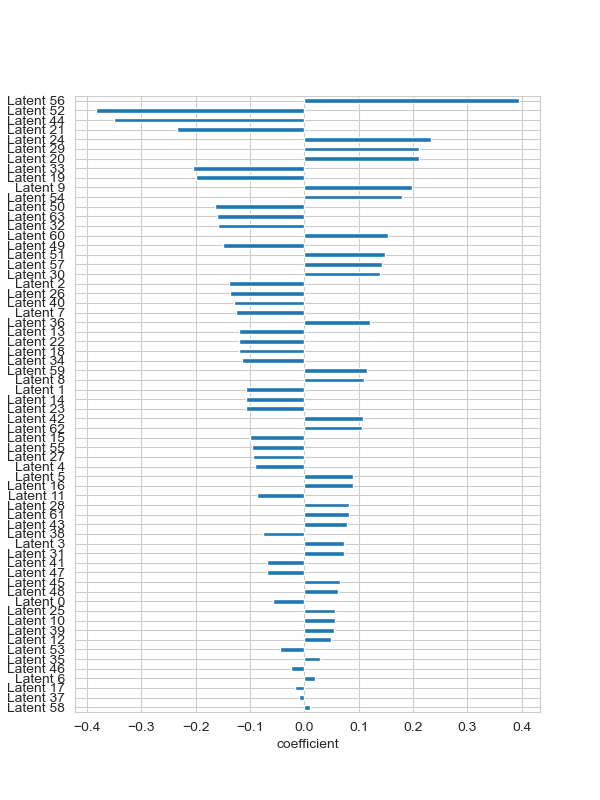 Latent 56
Latent 52
Latent 44
Latent 21
Latent 24
Latent 29
Latent 20
Latent 33
Latent 19
Latent 9
Latent 54
Latent 50
Latent 63
Latent 32
Latent 60
Latent 49
Latent 51
Latent 57
Latent 30
Latent 2
Latent 26
Latent 40
Latent 7
Latent 36
Latent 13
Latent 22
Latent 18
Latent 34
Latent 59
Latent 8
Latent 1
Latent 14
Latent 23
Latent 42
Latent 62
Latent 15
Latent 55
Latent 27
Latent 4
Latent 5
Latent 16
Latent 11
Latent 28
Latent 61
Latent 43
Latent 38
Latent 3
Latent 31
Latent 41
Latent 47
Latent 45
Latent 48
Latent 0
Latent 25
Latent 10
Latent 39
Latent 12
Latent 53
Latent 35
Latent 46
Latent 6
Latent 17
Latent 37
Latent 58
−0.4 −0.3 −0.2 −0.1 0.0 0.1 0.2 0.3 0.4
coefficient